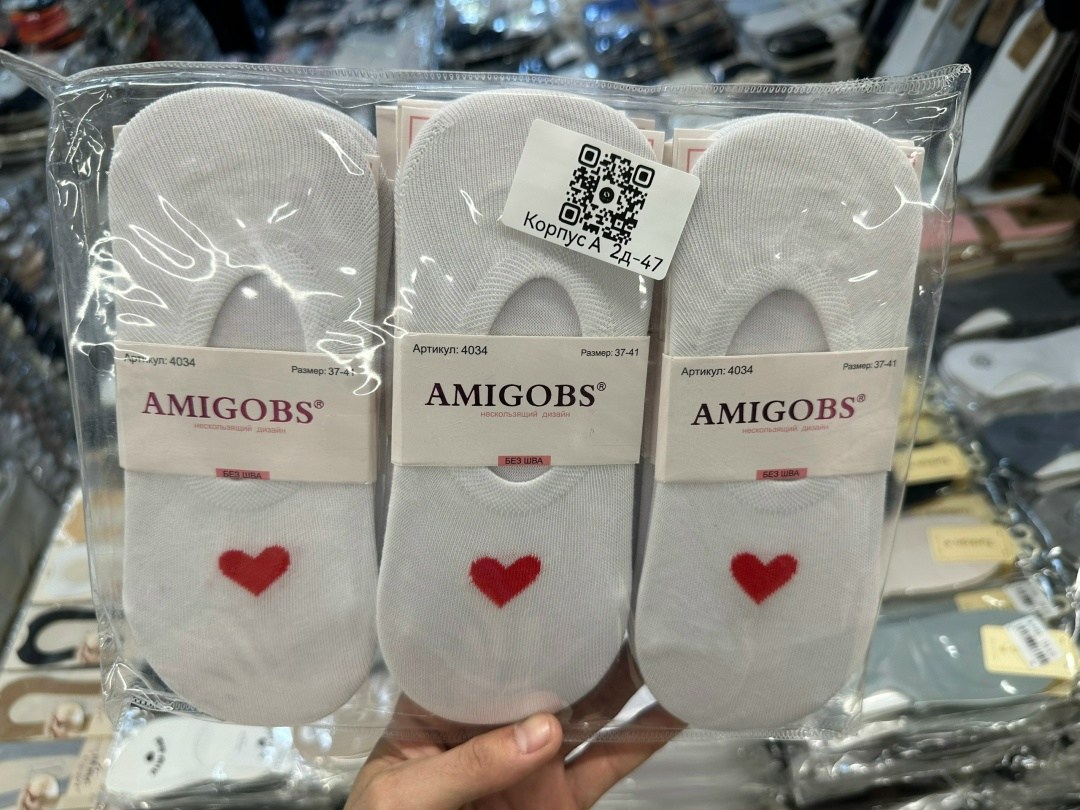 Корпус А 2д-47
Артикул: 4034
Размер: 37-41
AMIGOBS®
нескользящий дизайн
БЕЗ ШВА
Артикул: 4034
Размер: 37-41
AMIGOBS®
нескользящий дизайн
БЕЗ ШВА
Артикул: 4034
Размер: 37-41
AMIGOBS®
нескользящий дизайн
БЕЗ ШВА